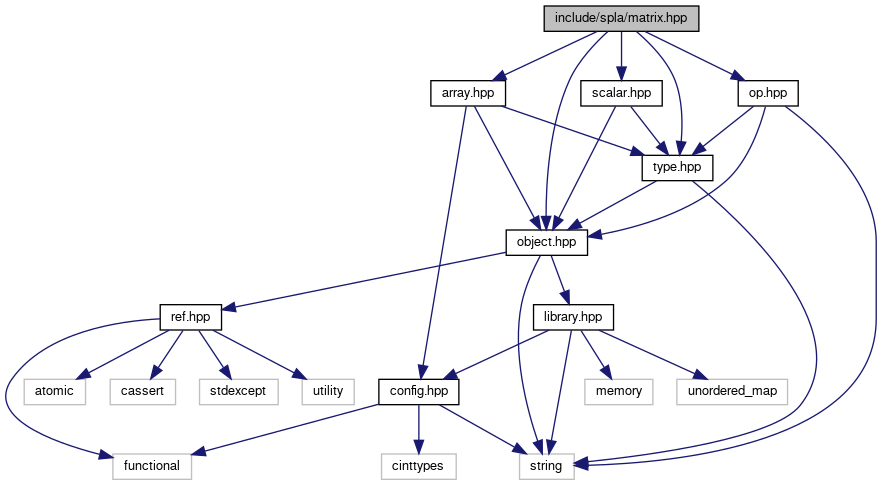 include/spla/matrix.hpp
array.hpp
scalar.hpp
op.hpp
type.hpp
object.hpp
ref.hpp
library.hpp
atomic
cassert
stdexcept
utility
config.hpp
memory
unordered_map
functional
cinttypes
string